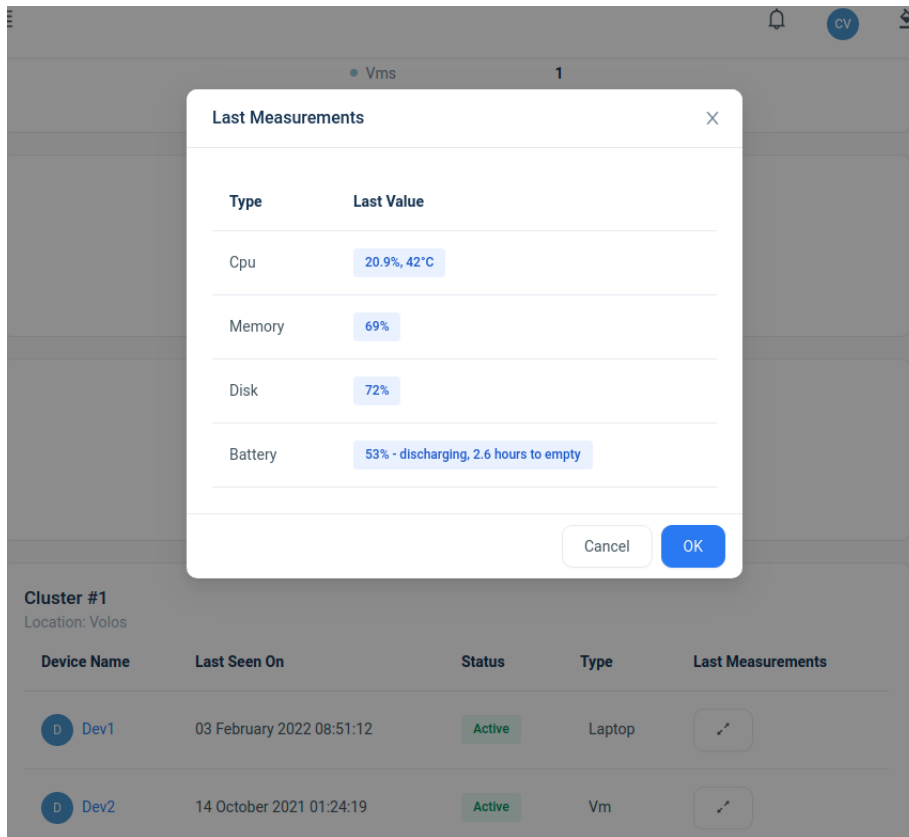 CV
Vms 1
Last Measurements
Type Last Value
Cpu 20.9%, 42°C
Memory 69%
Disk 72%
Battery 53% - discharging, 2.6 hours to empty
Cancel OK
Cluster #1
Location: Volos
Device Name Last Seen On Status Type Last Measurements
D Dev1 03 February 2022 08:51:12 Active Laptop
D Dev2 14 October 2021 01:24:19 Active Vm